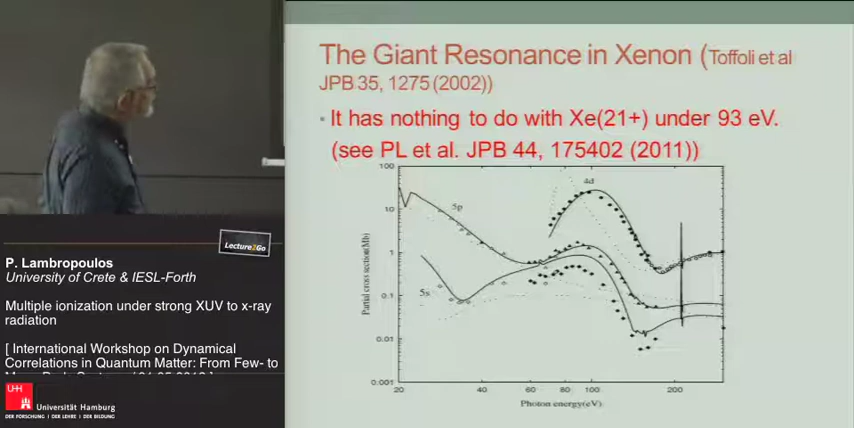 The Giant Resonance in Xenon (Toffoli et al
JPB 35, 1275 (2002))
• It has nothing to do with Xe(21+) under 93 eV.
(see PL et al. JPB 44, 175402 (2011))
100
10
1
0.1
0.01
0.001
Partial cross section(Mb)
5p
4d
5s
20
40
60
80
100
200
Photon energy(eV)
Lecture2Go
P. Lambropoulos
University of Crete & IESL-Forth
Multiple ionization under strong XUV to x-ray
radiation
[ International Workshop on Dynamical
Correlations in Quantum Matter: From Few- to
UH
Universität Hamburg
DER FORSCHUNG | DER LEHRE | DER BILDUNG